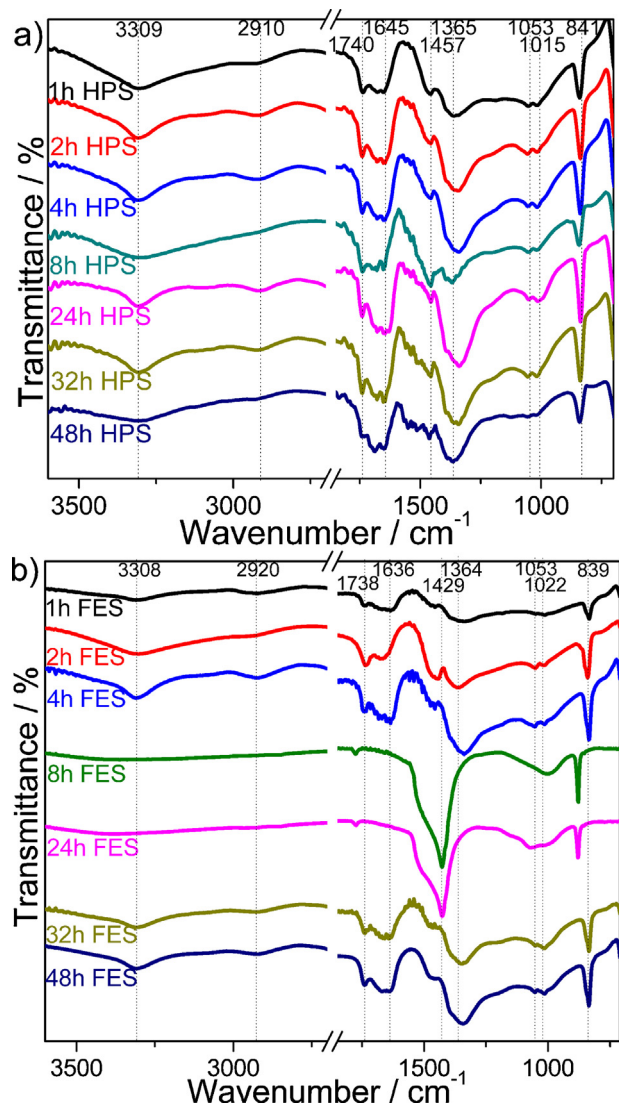 a)
3309 2910 1645 1365 1053 841
1740 1457 1015
1h HPS
2h HPS
4h HPS
8h HPS
24h HPS
32h HPS
48h HPS
Transmittance / %
3500 3000 1500 1000
Wavenumber / cm⁻¹
b)
3308 2920 1636 1364 1053 839
1738 1429 1022
1h FES
2h FES
4h FES
8h FES
24h FES
32h FES
48h FES
Transmittance / %
3500 3000 1500 1000
Wavenumber / cm⁻¹